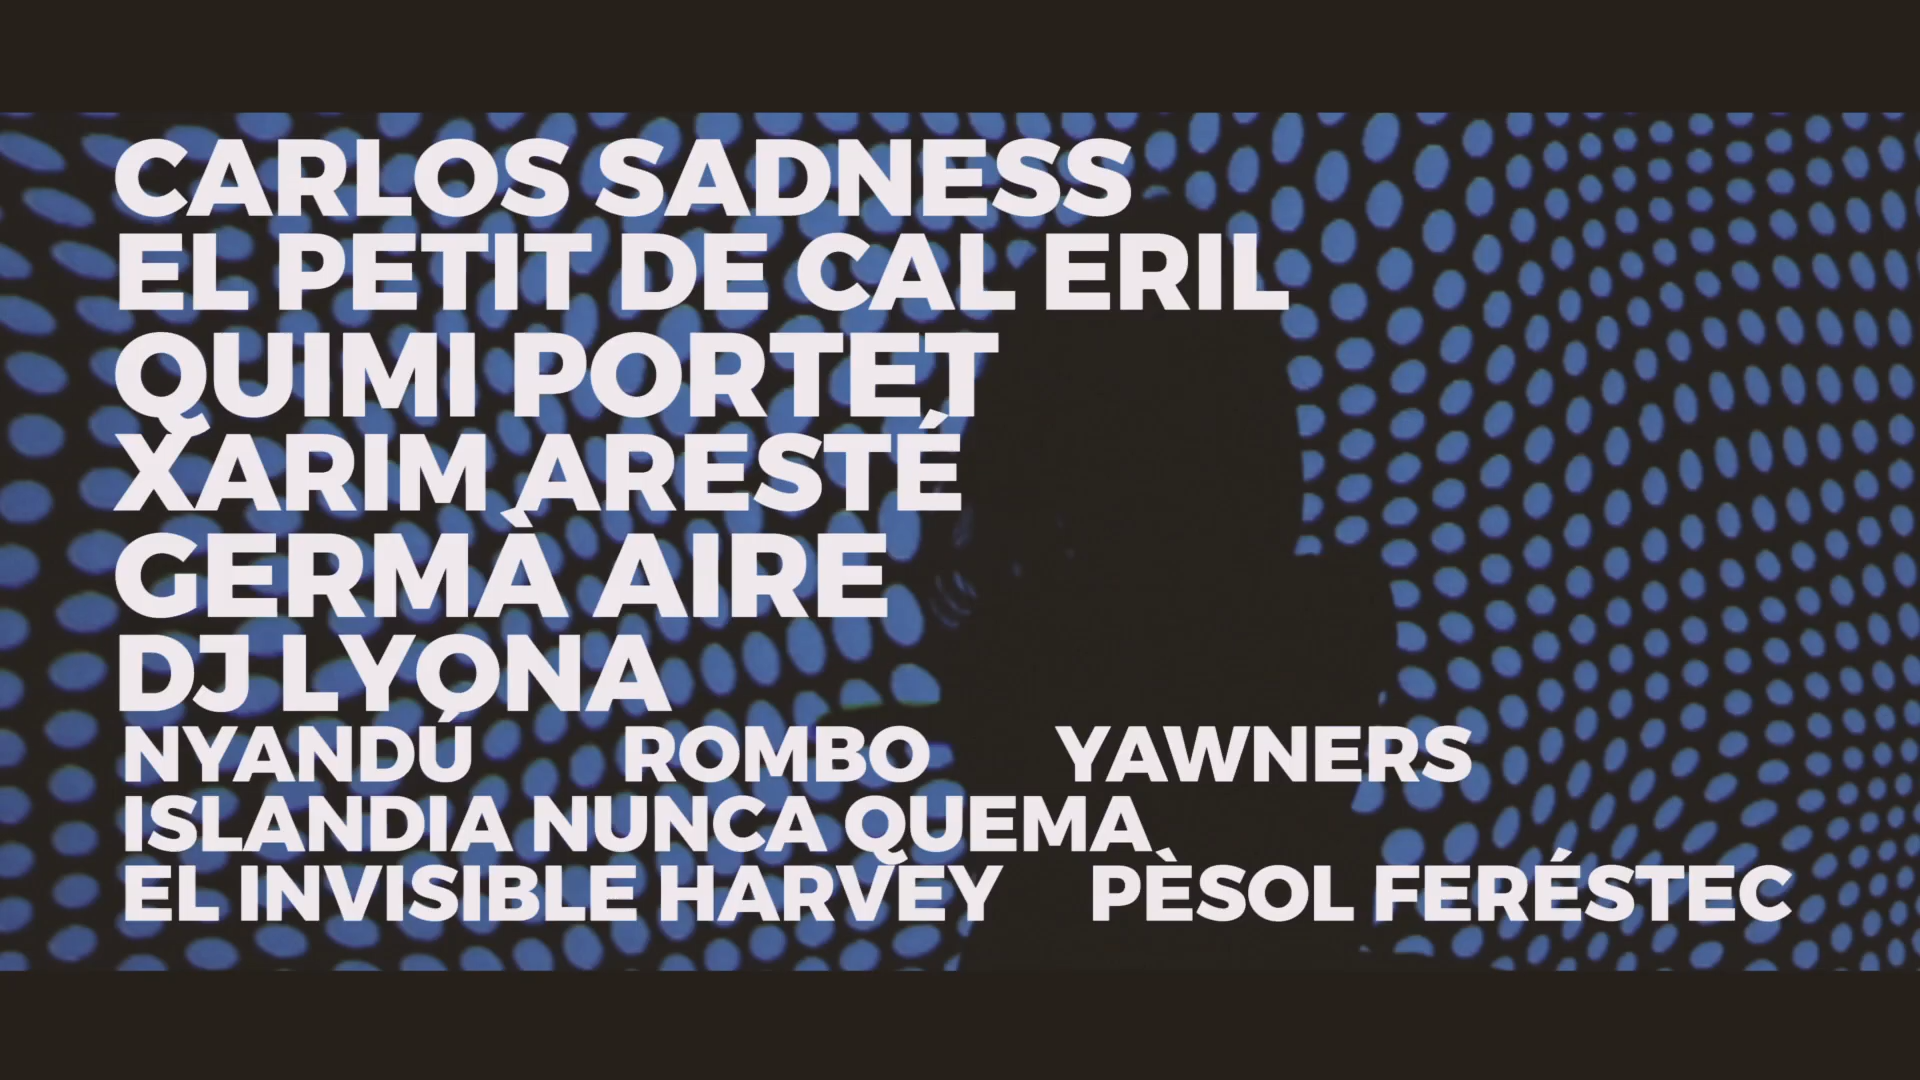 CARLOS SADNESS
EL PETIT DE CAL ERIL
QUIMI PORTET
XARIM ARESTÉ
GERMÀ AIRE
DJ LYONA
NYANDÚ ROMBO YAWNERS
ISLANDIA NUNCA QUEMA
EL INVISIBLE HARVEY PÈSOL FERÉSTEC